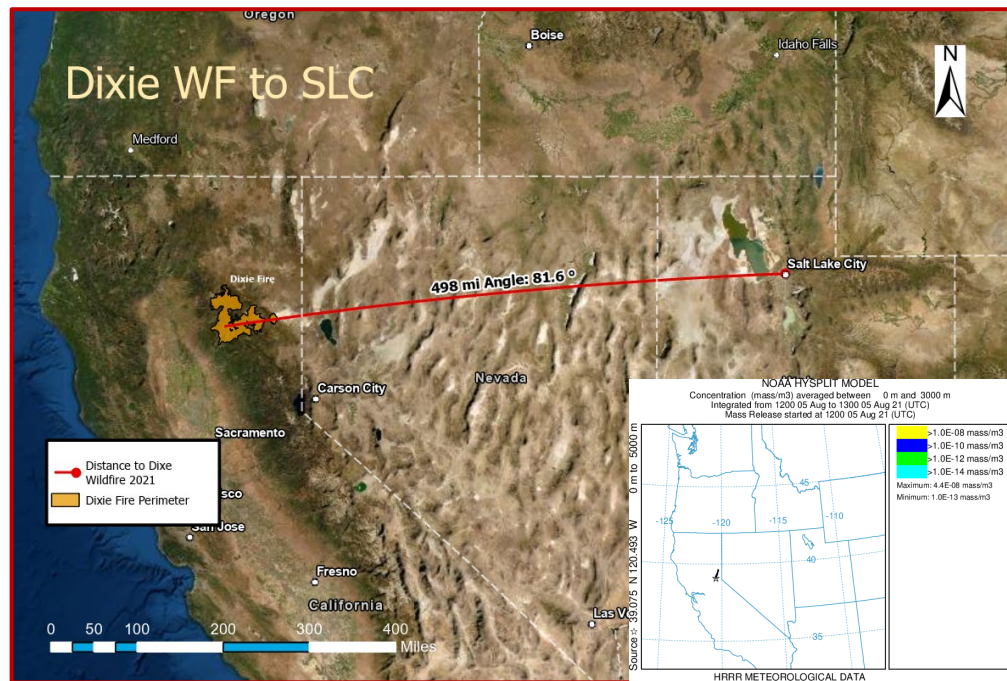 Oregon
Boise
Idaho Falls
N
Dixie WF to SLC
Medford
Salt Lake City
Dixie Fire
498 mi Angle: 81.6 °
Nevada
Carson City
Sacramento
Distance to Dixe
Wildfire 2021
Dixie Fire Perimeter
sco
San Jose
Fresno
California
Las Ve
0 50 100 200 300 400
Miles
NOAA HYSPLIT MODEL
Concentration (mass/m3) averaged between 0 m and 3000 m
Integrated from 1200 05 Aug to 1300 05 Aug 21 (UTC)
Mass Release started at 1200 05 Aug 21 (UTC)
Source ☆ 39.075 N 120.493 W 0 m to 5000 m
45
-125
-120
-115
-110
40
35
>1.0E-08 mass/m3
>1.0E-10 mass/m3
>1.0E-12 mass/m3
>1.0E-14 mass/m3
Maximum: 4.4E-08 mass/m3
Minimum: 1.0E-13 mass/m3
HRRR METEOROLOGICAL DATA